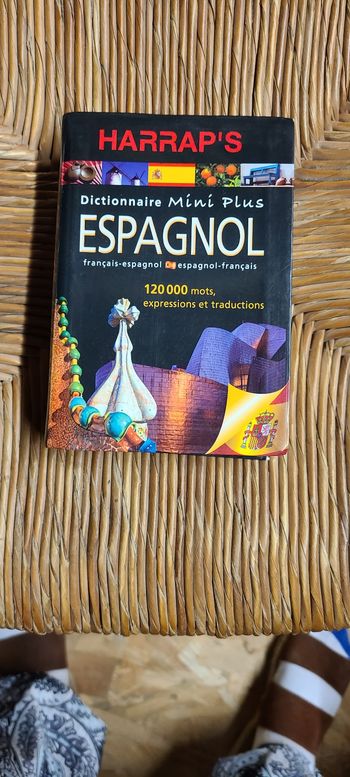 HARRAP'S
Dictionnaire Mini Plus
ESPAGNOL
français-espagnol espagnol-français
120 000 mots,
expressions et traductions